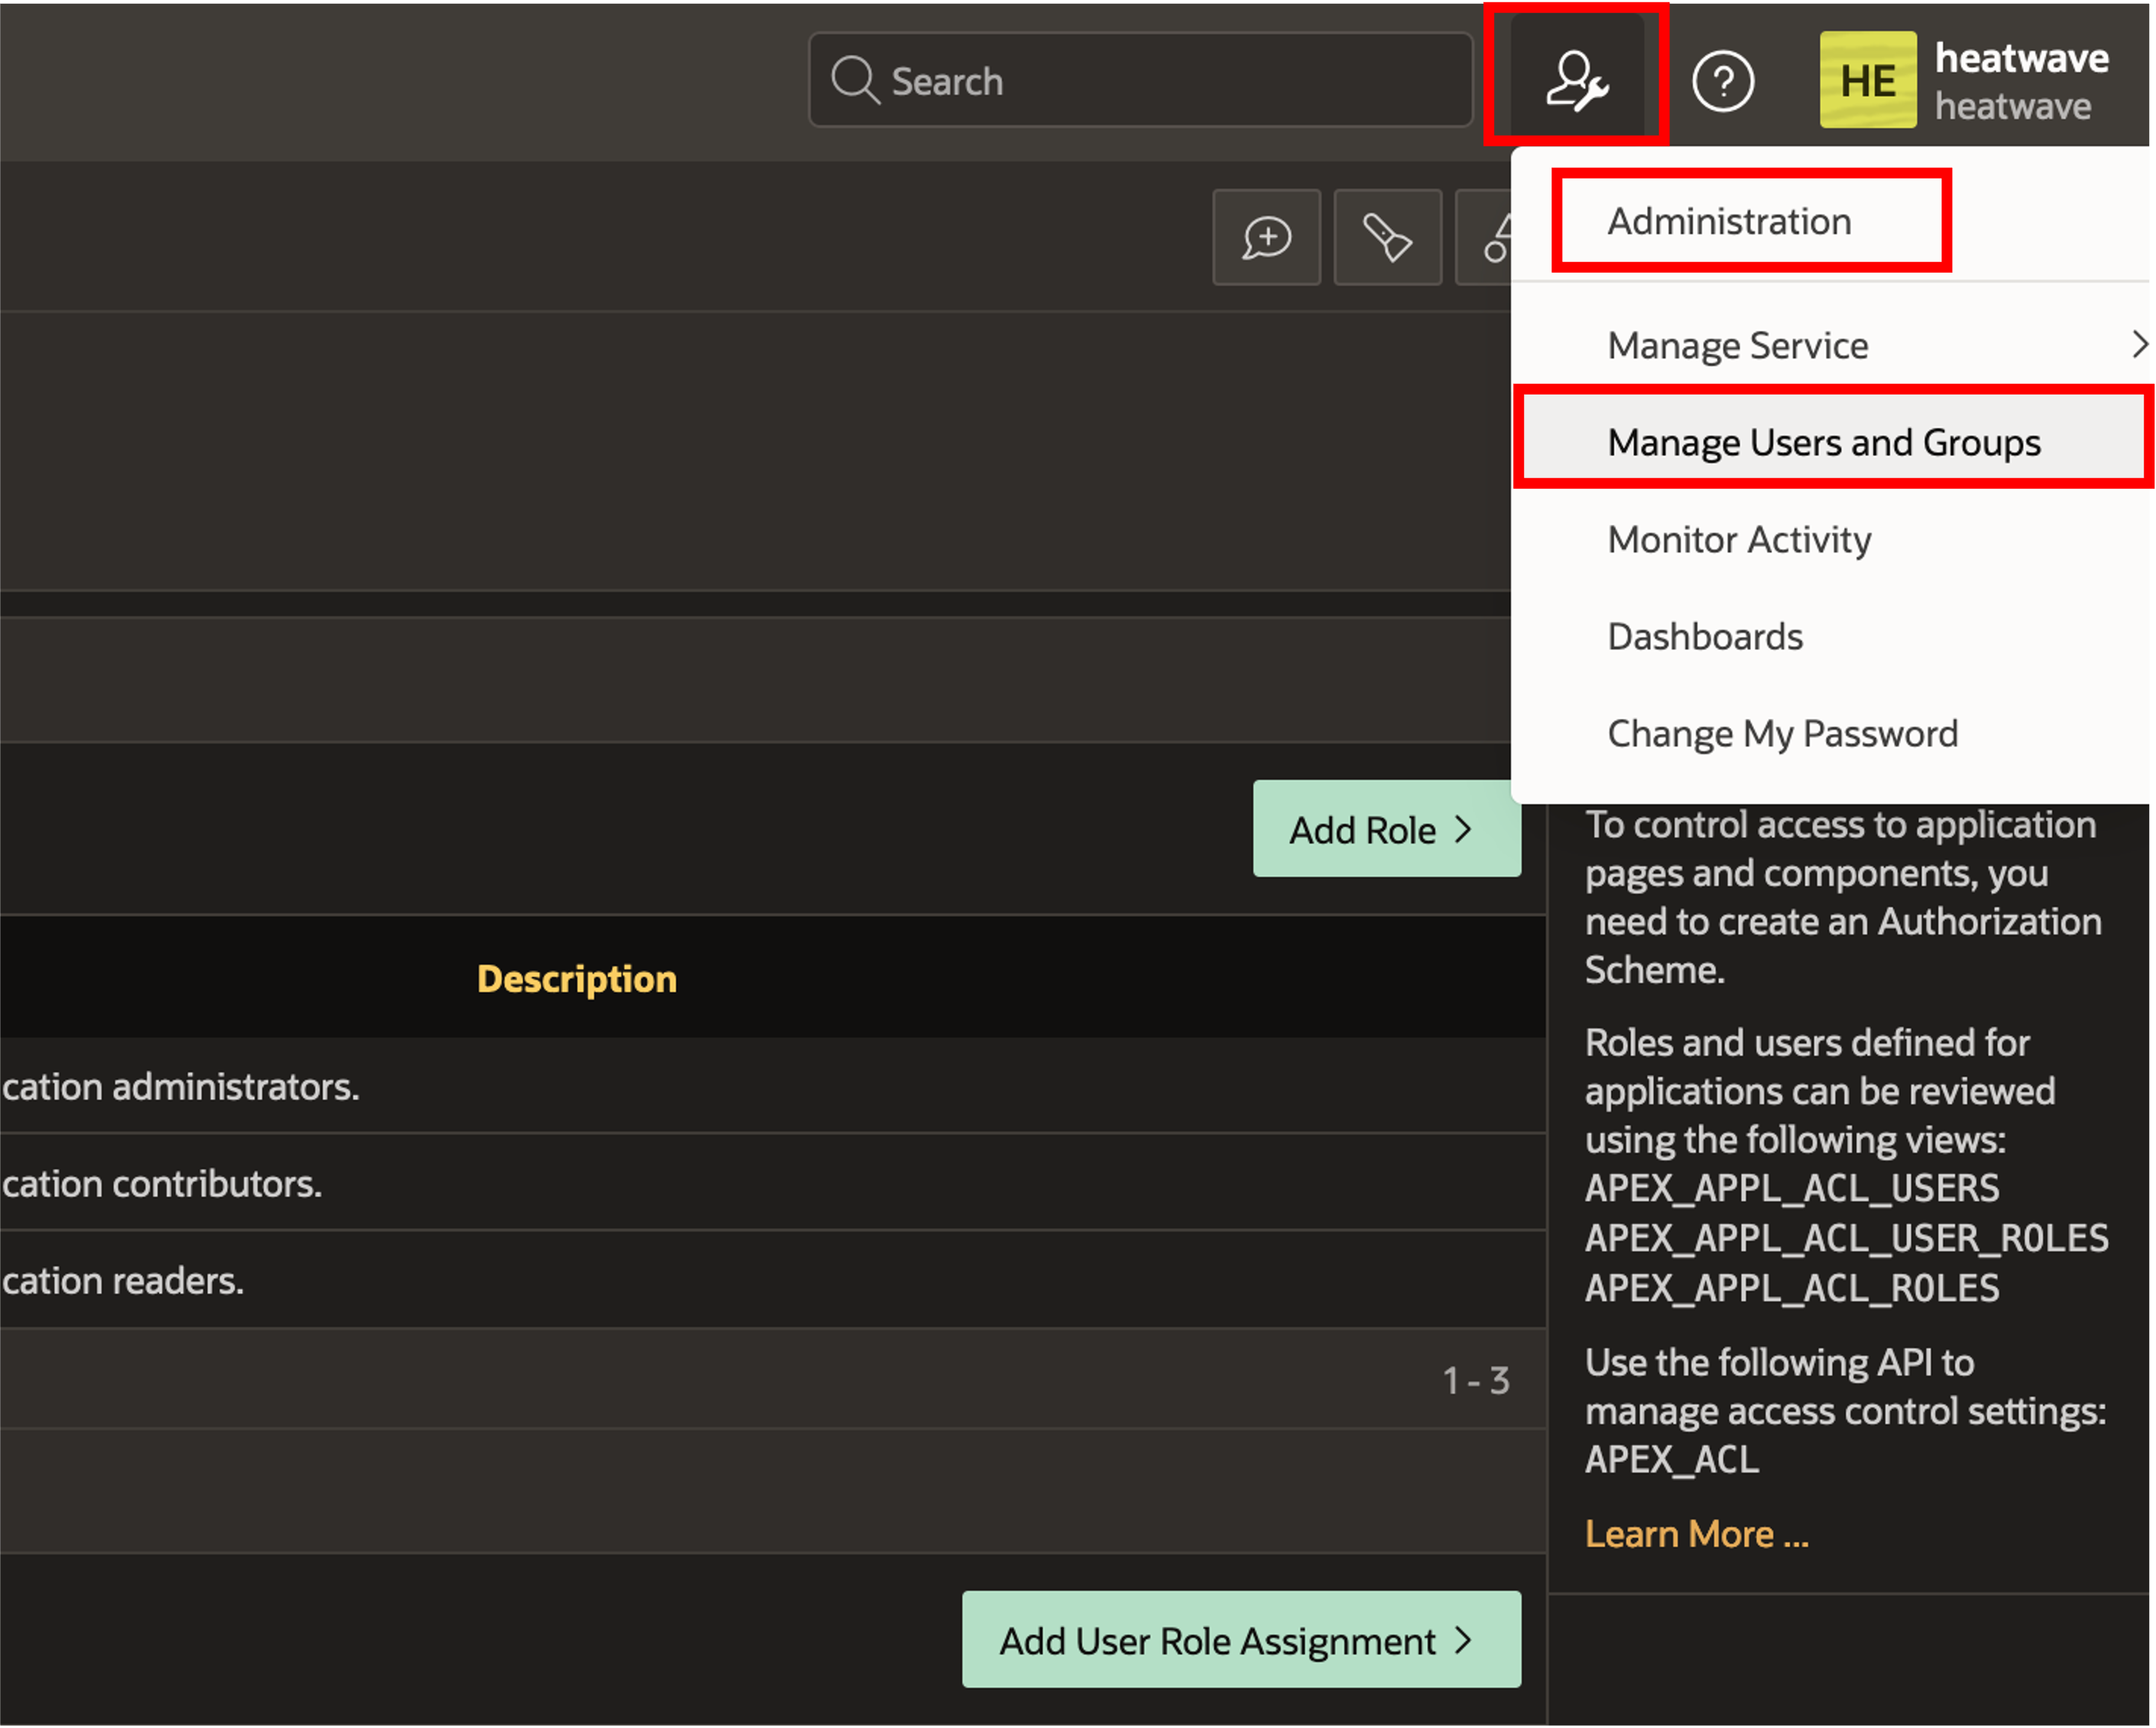 Search
?
HE
heatwave
heatwave
Administration
Manage Service
Manage Users and Groups
Monitor Activity
Dashboards
Change My Password
Add Role
Description
cation administrators.
cation contributors.
cation readers.
1 - 3
Add User Role Assignment
To control access to application
pages and components, you
need to create an Authorization
Scheme.
Roles and users defined for
applications can be reviewed
using the following views:
APEX_APPL_ACL_USERS
APEX_APPL_ACL_USER_ROLES
APEX_APPL_ACL_ROLES
Use the following API to
manage access control settings:
APEX_ACL
Learn More ...